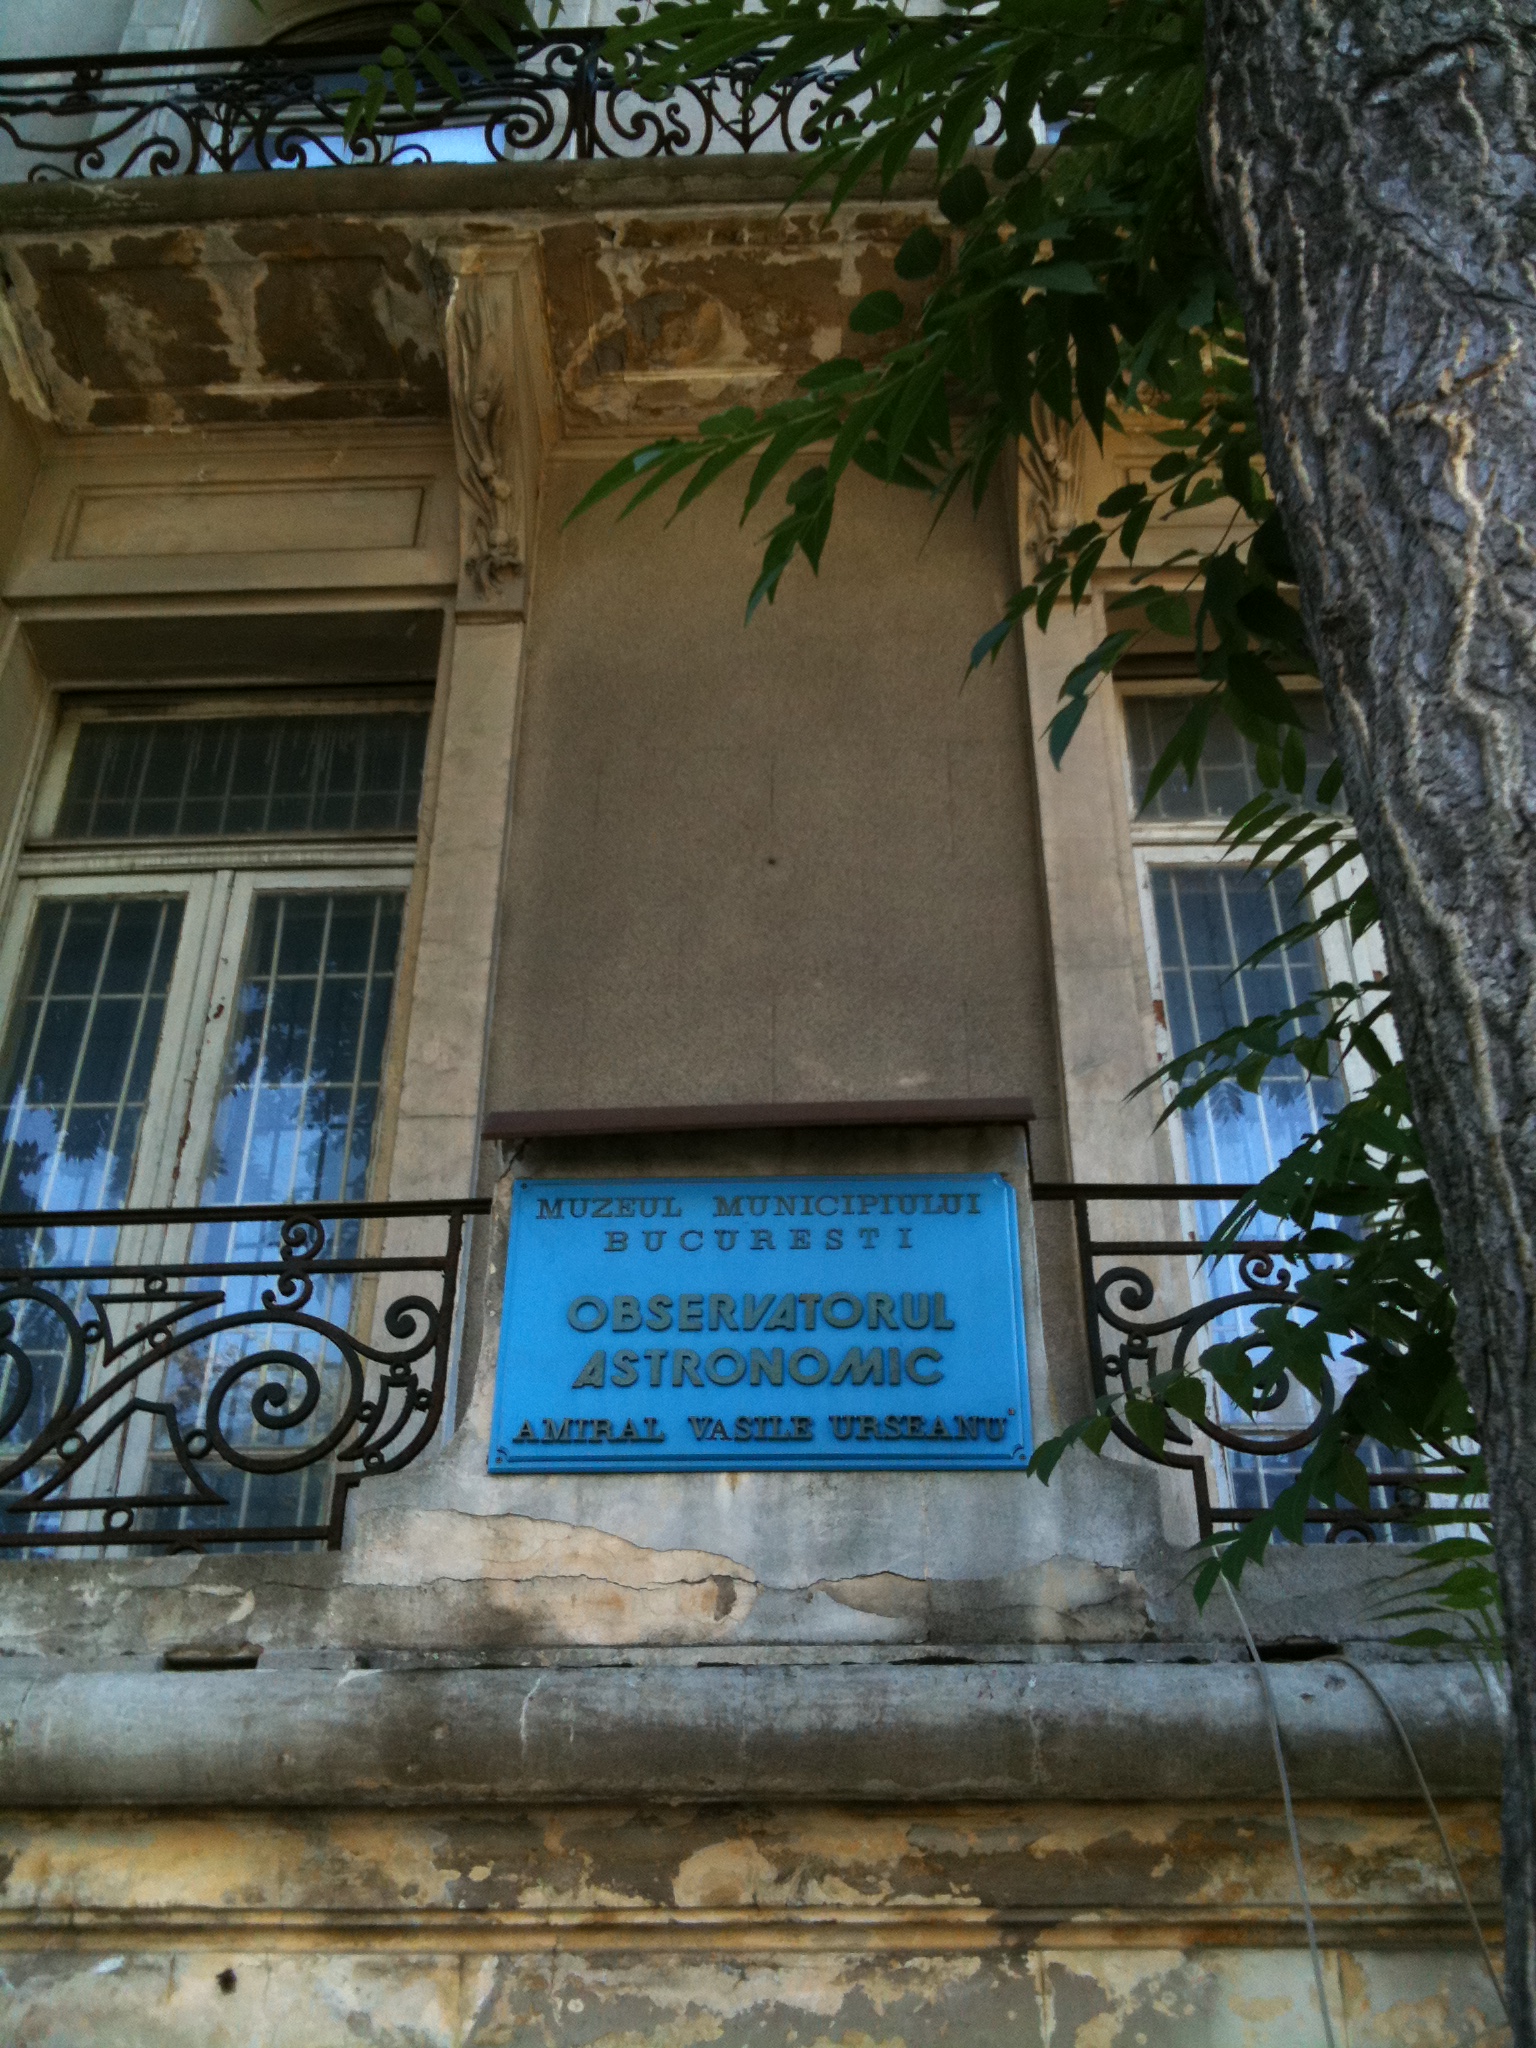 MUZEUL MUNICIPIULUI
BUCURESTI
OBSERVATORUL
ASTRONOMIC
AMIRAL VASILE URSEANU